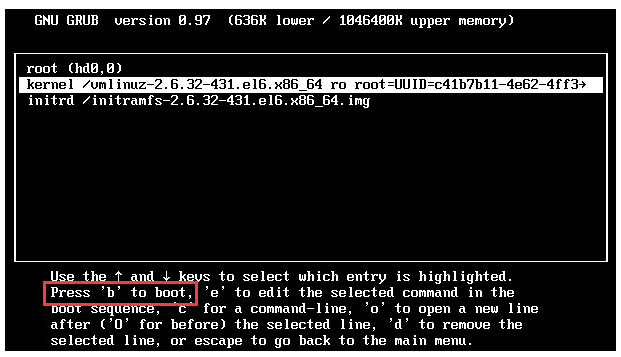 GNU GRUB  version 0.97  (636K lower / 1046400K upper memory)
root (hd0,0)
kernel /vmlinuz-2.6.32-431.el6.x86_64 ro root=UUID=c41b7b11-4e62-4ff3→
initrd /initramfs-2.6.32-431.el6.x86_64.img
Use the ↑ and ↓ keys to select which entry is highlighted.
Press 'b' to boot, 'e' to edit the selected command in the
boot sequence, 'c' for a command-line, 'o' to open a new line
after ('O' for before) the selected line, 'd' to remove the
selected line, or escape to go back to the main menu.